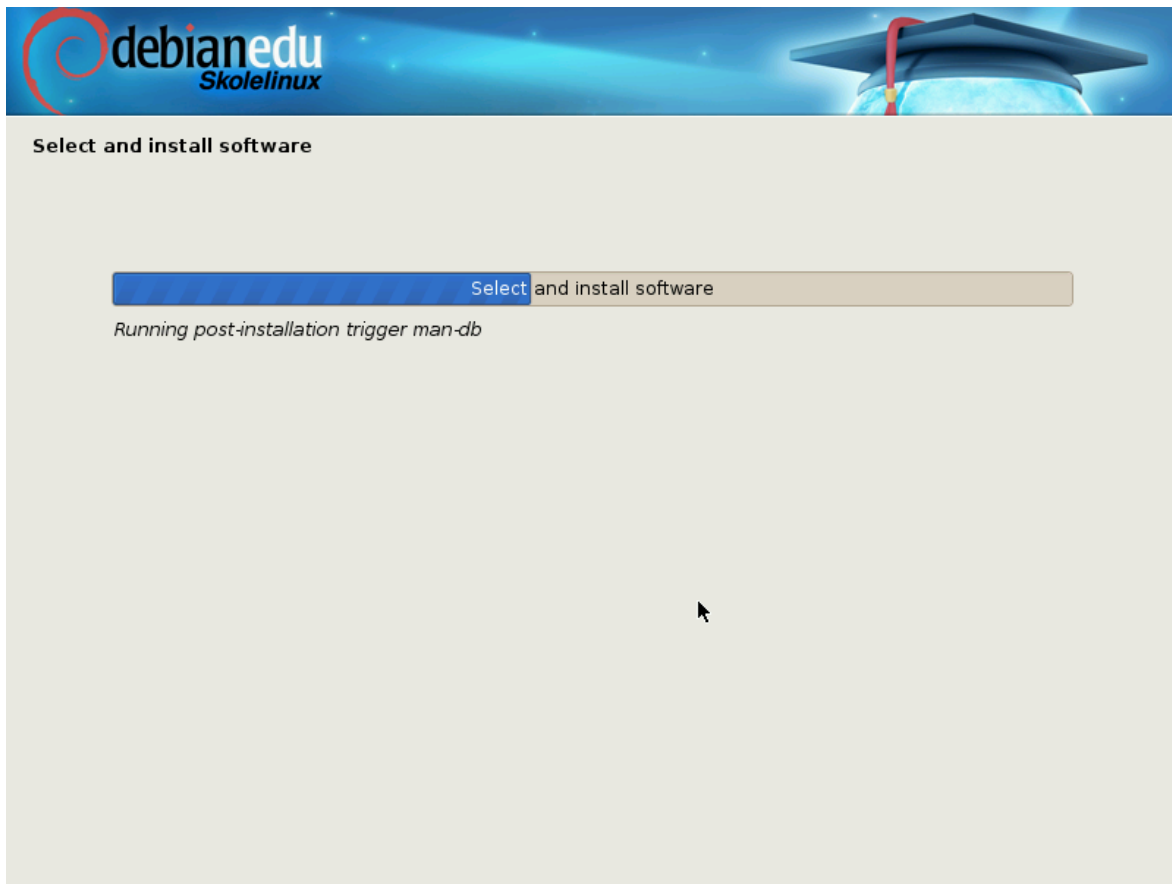 debianedu
Skolelinux
Select and install software
Select and install software
Running post-installation trigger man-db